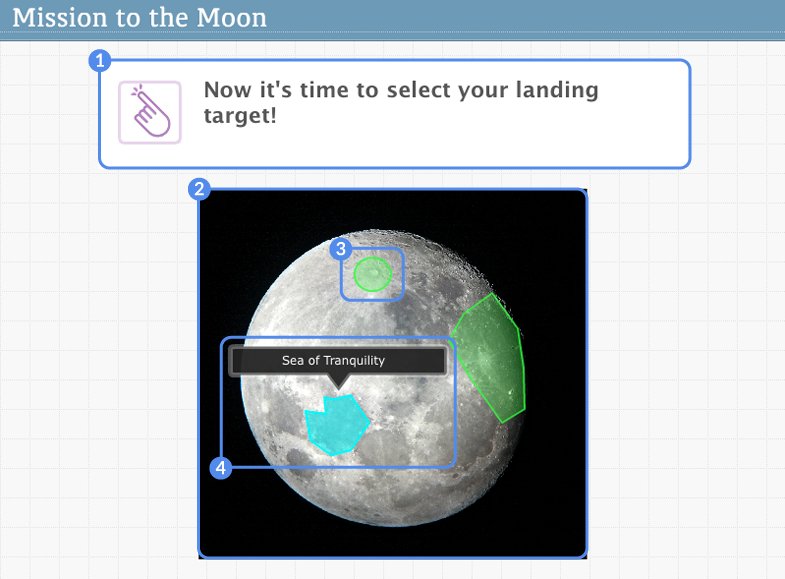 Mission to the Moon
1
Now it's time to select your landing
target!
2
3
Sea of Tranquility
4